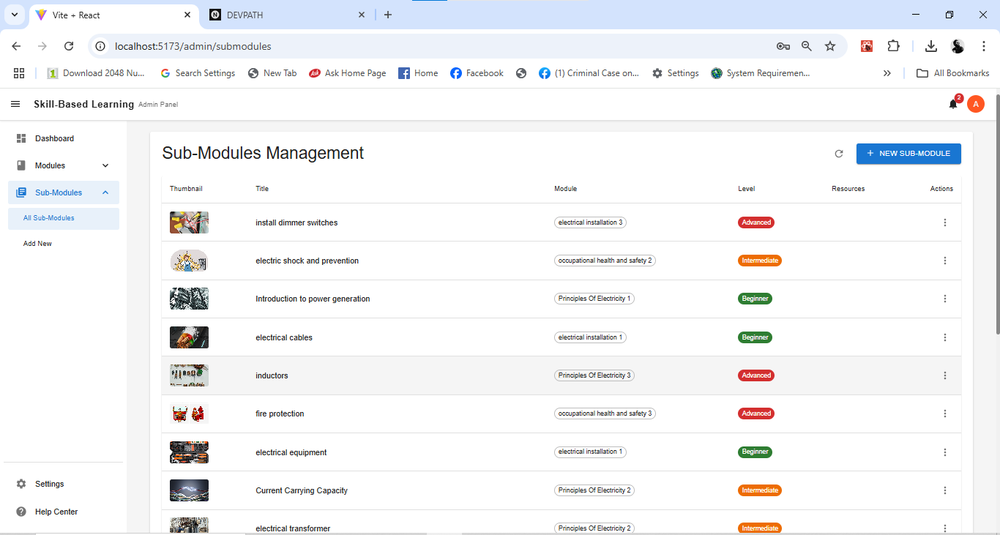 Vite + React
DEVPATH
localhost:5173/admin/submodules
Download 2048 Nu...
Search Settings
New Tab
Ask Home Page
Home
Facebook
(1) Criminal Case on...
Settings
System Requiremen...
All Bookmarks
Skill-Based Learning Admin Panel
2
A
Dashboard
Modules
Sub-Modules
All Sub-Modules
Add New
Settings
Help Center
Sub-Modules Management
+ NEW SUB-MODULE
Thumbnail Title Module Level Resources Actions
install dimmer switches electrical installation 3 Advanced
electric shock and prevention occupational health and safety 2 Intermediate
Introduction to power generation Principles Of Electricity 1 Beginner
electrical cables electrical installation 1 Beginner
inductors Principles Of Electricity 3 Advanced
fire protection occupational health and safety 3 Advanced
electrical equipment electrical installation 1 Beginner
Current Carrying Capacity Principles Of Electricity 2 Intermediate
electrical transformer Principles Of Electricity 2 Intermediate